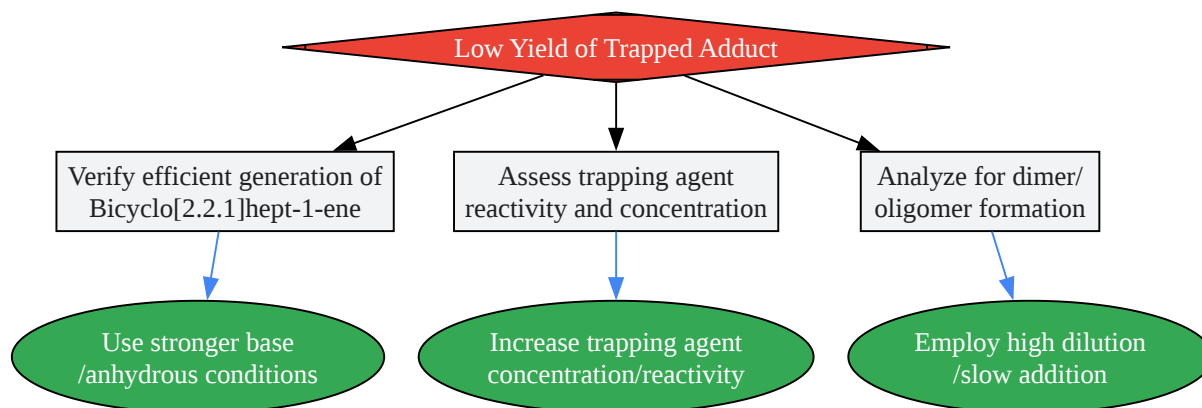 Low Yield of Trapped Adduct
Verify efficient generation of
Bicyclo[2.2.1]hept-1-ene
Assess trapping agent
reactivity and concentration
Analyze for dimer/
oligomer formation
Use stronger base
/anhydrous conditions
Increase trapping agent
concentration/reactivity
Employ high dilution
/slow addition